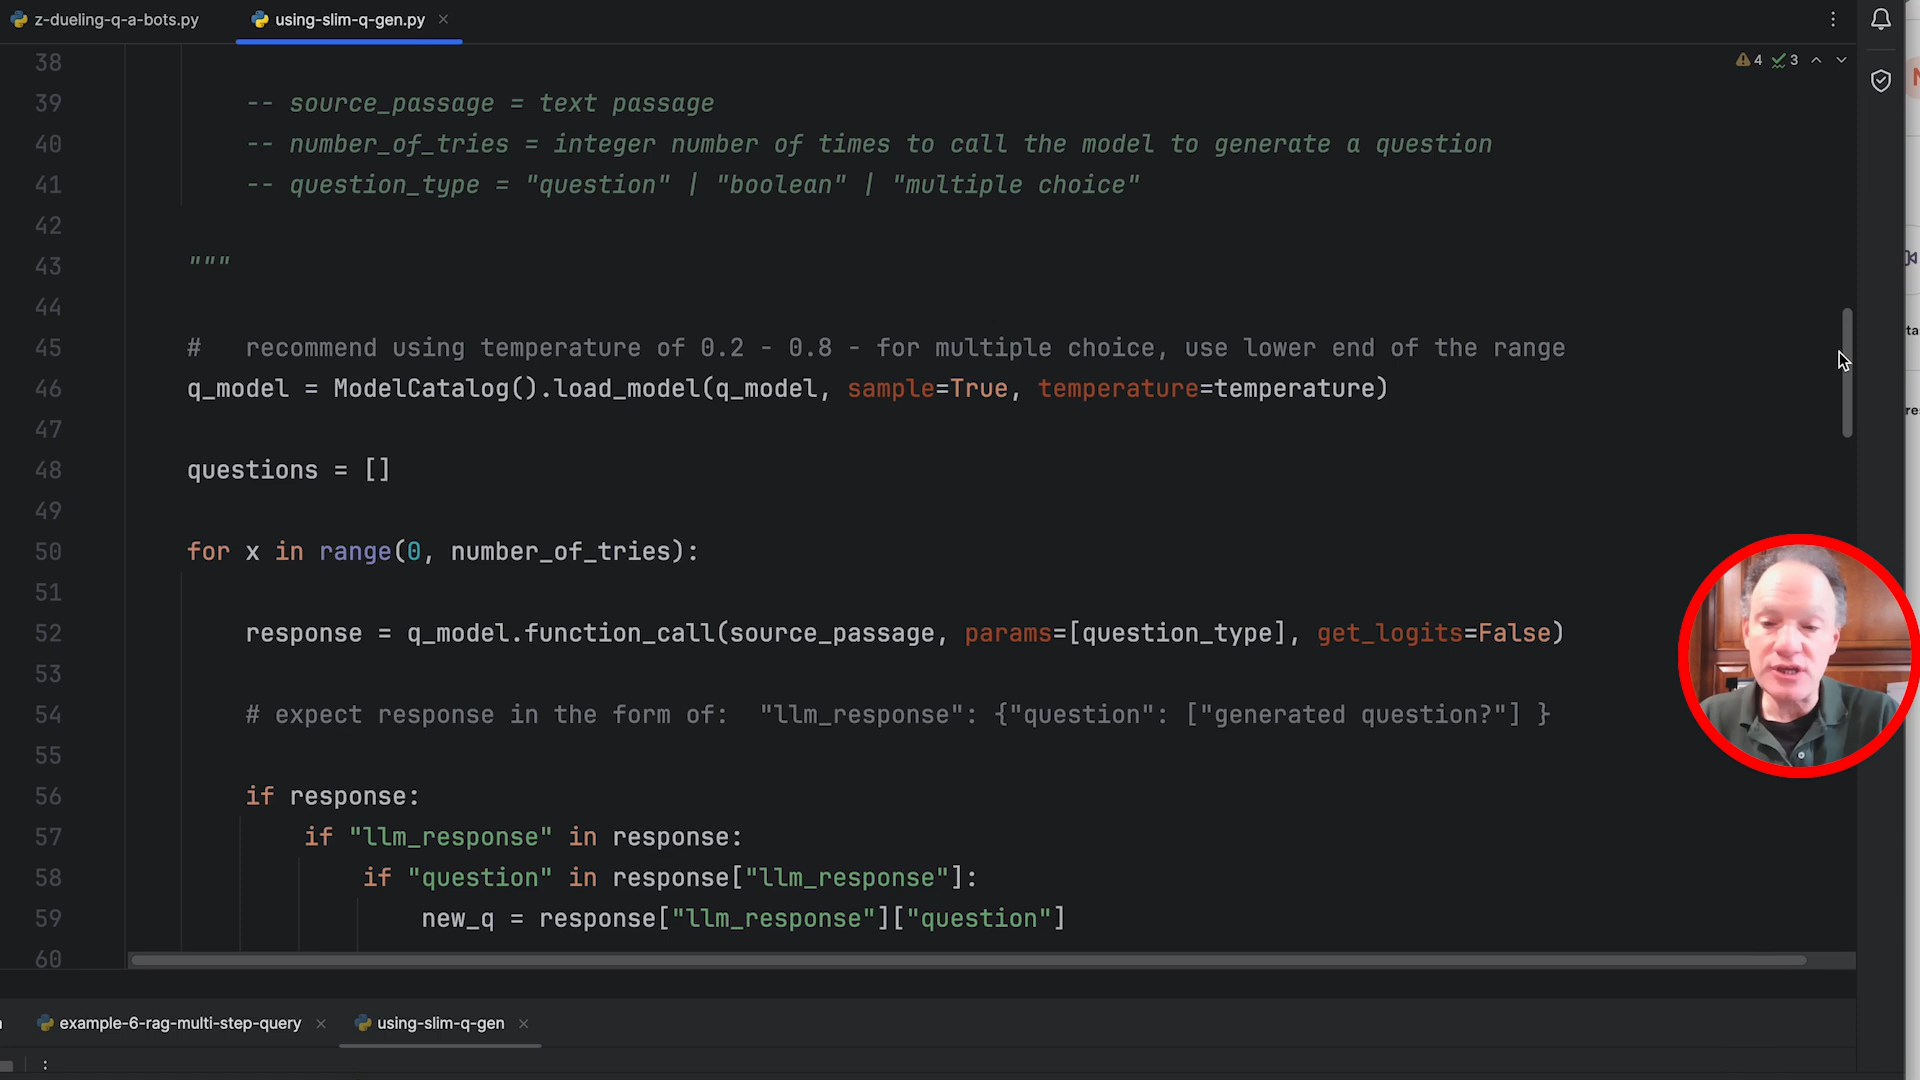 z-dueling-q-a-bots.py
using-slim-q-gen.py
4 3
38
39 -- source_passage = text passage
40 -- number_of_tries = integer number of times to call the model to generate a question
41 -- question_type = "question" | "boolean" | "multiple choice"
42
43 """
44
45 # recommend using temperature of 0.2 - 0.8 - for multiple choice, use lower end of the range
46 q_model = ModelCatalog().load_model(q_model, sample=True, temperature=temperature)
47
48 questions = []
49
50 for x in range(0, number_of_tries):
51
52 response = q_model.function_call(source_passage, params=[question_type], get_logits=False)
53
54 # expect response in the form of: "llm_response": {"question": ["generated question?"] }
55
56 if response:
57 if "llm_response" in response:
58 if "question" in response["llm_response"]:
59 new_q = response["llm_response"]["question"]
60
example-6-rag-multi-step-query
using-slim-q-gen